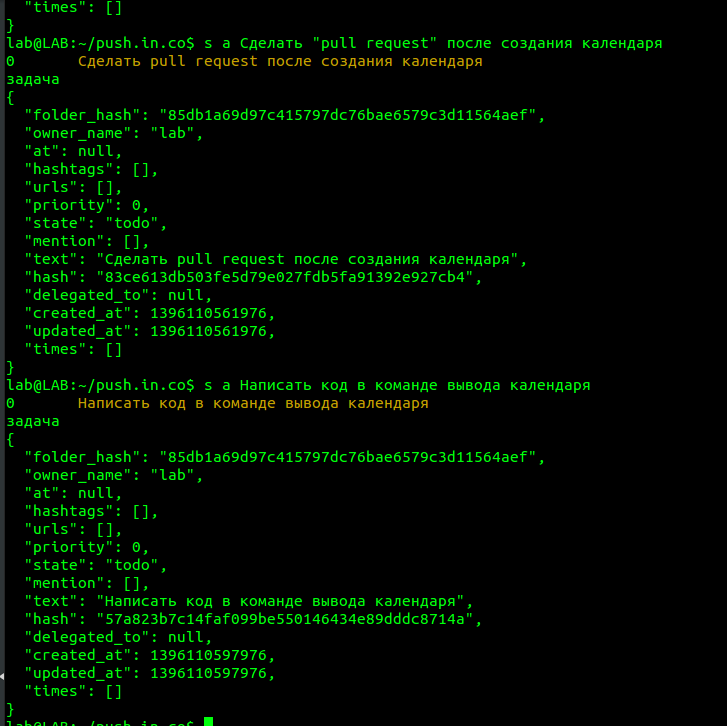 "times": []
}
lab@LAB:~/push.in.co$ s a Сделать "pull request" после создания календаря
0       Сделать pull request после создания календаря
задача
{
  "folder_hash": "85db1a69d97c415797dc76bae6579c3d11564aef",
  "owner_name": "lab",
  "at": null,
  "hashtags": [],
  "urls": [],
  "priority": 0,
  "state": "todo",
  "mention": [],
  "text": "Сделать pull request после создания календаря",
  "hash": "83ce613db503fe5d79e027fdb5fa91392e927cb4",
  "delegated_to": null,
  "created_at": 1396110561976,
  "updated_at": 1396110561976,
  "times": []
}
lab@LAB:~/push.in.co$ s a Написать код в команде вывода календаря
0       Написать код в команде вывода календаря
задача
{
  "folder_hash": "85db1a69d97c415797dc76bae6579c3d11564aef",
  "owner_name": "lab",
  "at": null,
  "hashtags": [],
  "urls": [],
  "priority": 0,
  "state": "todo",
  "mention": [],
  "text": "Написать код в команде вывода календаря",
  "hash": "57a823b7c14faf099be550146434e89dddc8714a",
  "delegated_to": null,
  "created_at": 1396110597976,
  "updated_at": 1396110597976,
  "times": []
}
lab@LAB:~/push.in.co$